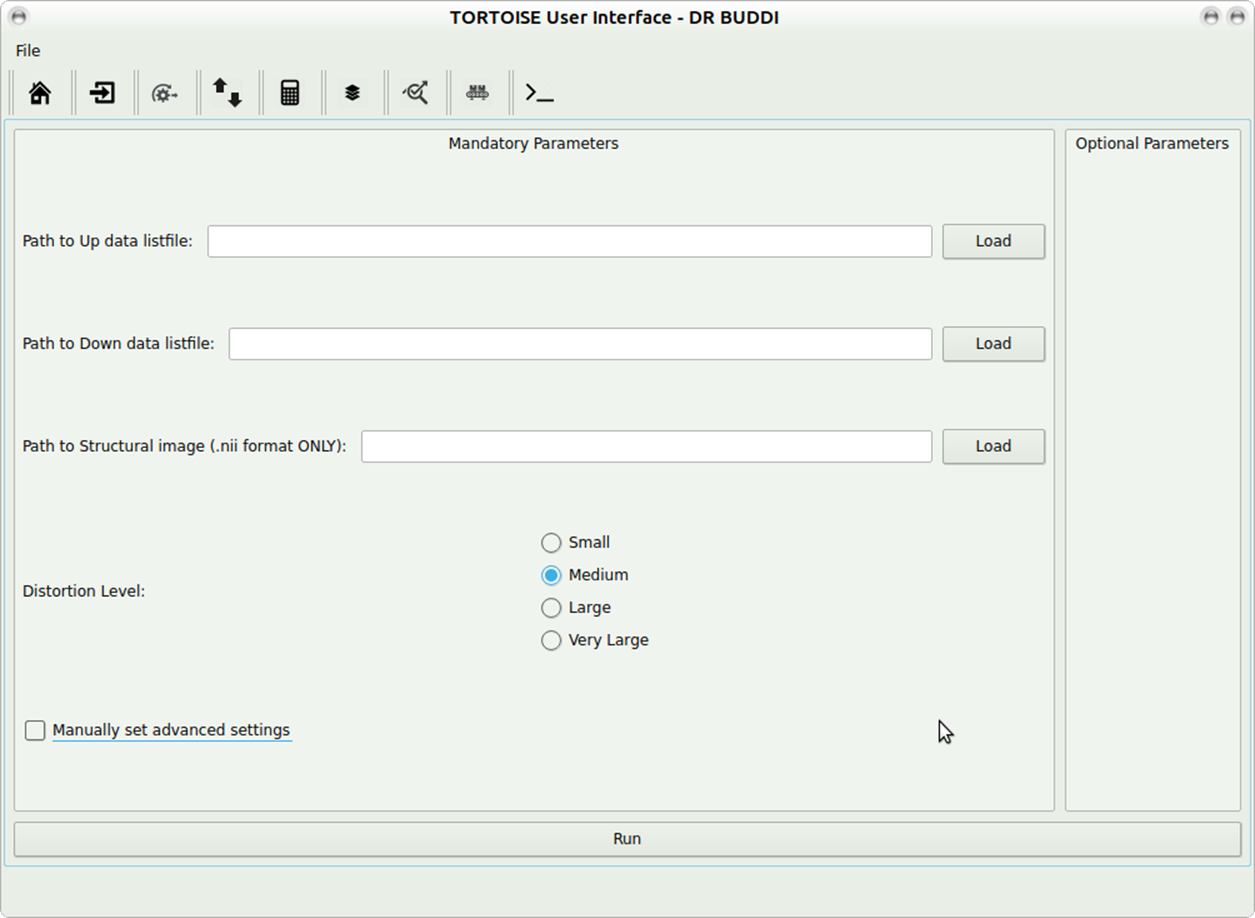 TORTOISE User Interface - DR BUDDI
File
Mandatory Parameters
Optional Parameters
Path to Up data listfile:
Load
Path to Down data listfile:
Load
Path to Structural image (.nii format ONLY):
Load
Distortion Level:
Small
Medium
Large
Very Large
Manually set advanced settings
Run